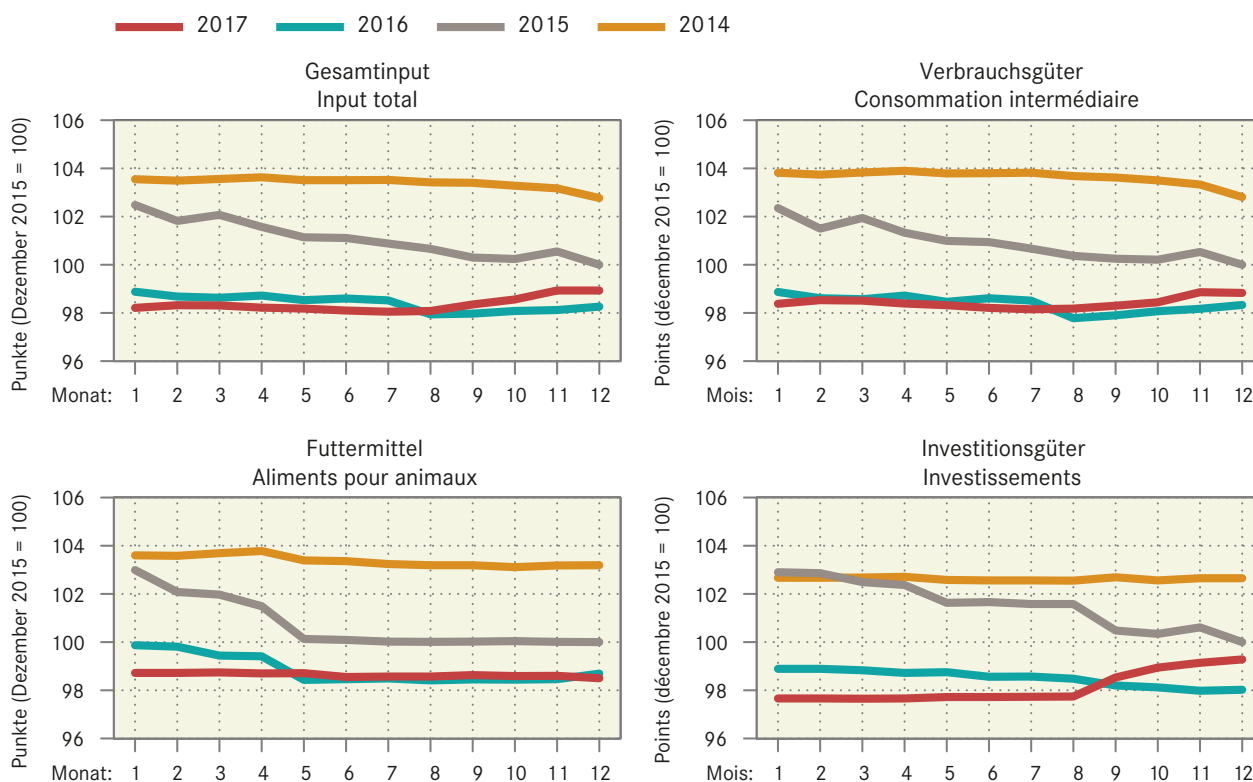 2017 2016 2015 2014
Gesamtinput
Input total
Punkte (Dezember 2015 = 100)
106
104
102
100
98
96
Monat: 1 2 3 4 5 6 7 8 9 10 11 12
Verbrauchsgüter
Consommation intermédiaire
Points (décembre 2015 = 100)
106
104
102
100
98
96
Mois: 1 2 3 4 5 6 7 8 9 10 11 12
Futtermittel
Aliments pour animaux
Punkte (Dezember 2015 = 100)
106
104
102
100
98
96
Monat: 1 2 3 4 5 6 7 8 9 10 11 12
Investitionsgüter
Investissements
Points (décembre 2015 = 100)
106
104
102
100
98
96
Mois: 1 2 3 4 5 6 7 8 9 10 11 12